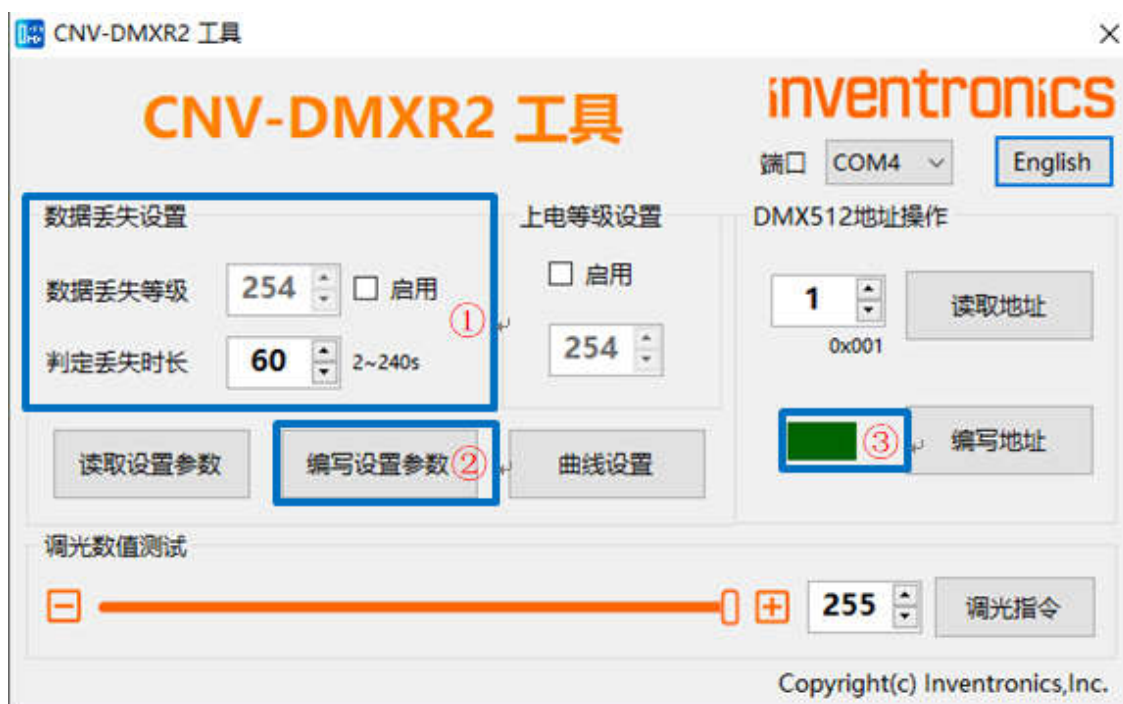 CNV-DMXR2 工具
CNV-DMXR2 工具
inventronics
端口 COM4 English
数据丢失设置
数据丢失等级 254 启用
①
判定丢失时长 60 2~240s
上电等级设置
启用
254
DMX512地址操作
1 读取地址
0x001
③ 编写地址
读取设置参数 编写设置参数② 曲线设置
调光数值测试
255 调光指令
Copyright(c) Inventronics,Inc.